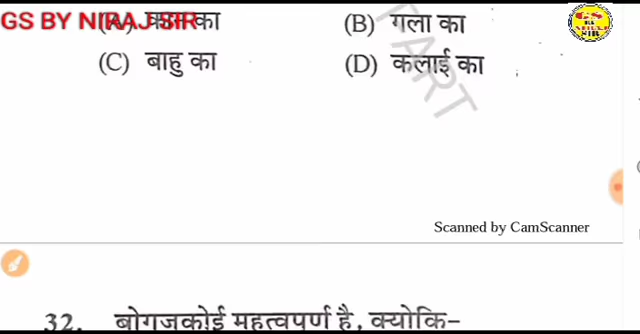 GS BY NIRAJ SIR
(A) का (B) गला का
(C) बाहु का (D) कलाई का
Scanned by CamScanner
32. बोगजकोई महत्वपूर्ण है, क्योंकि–